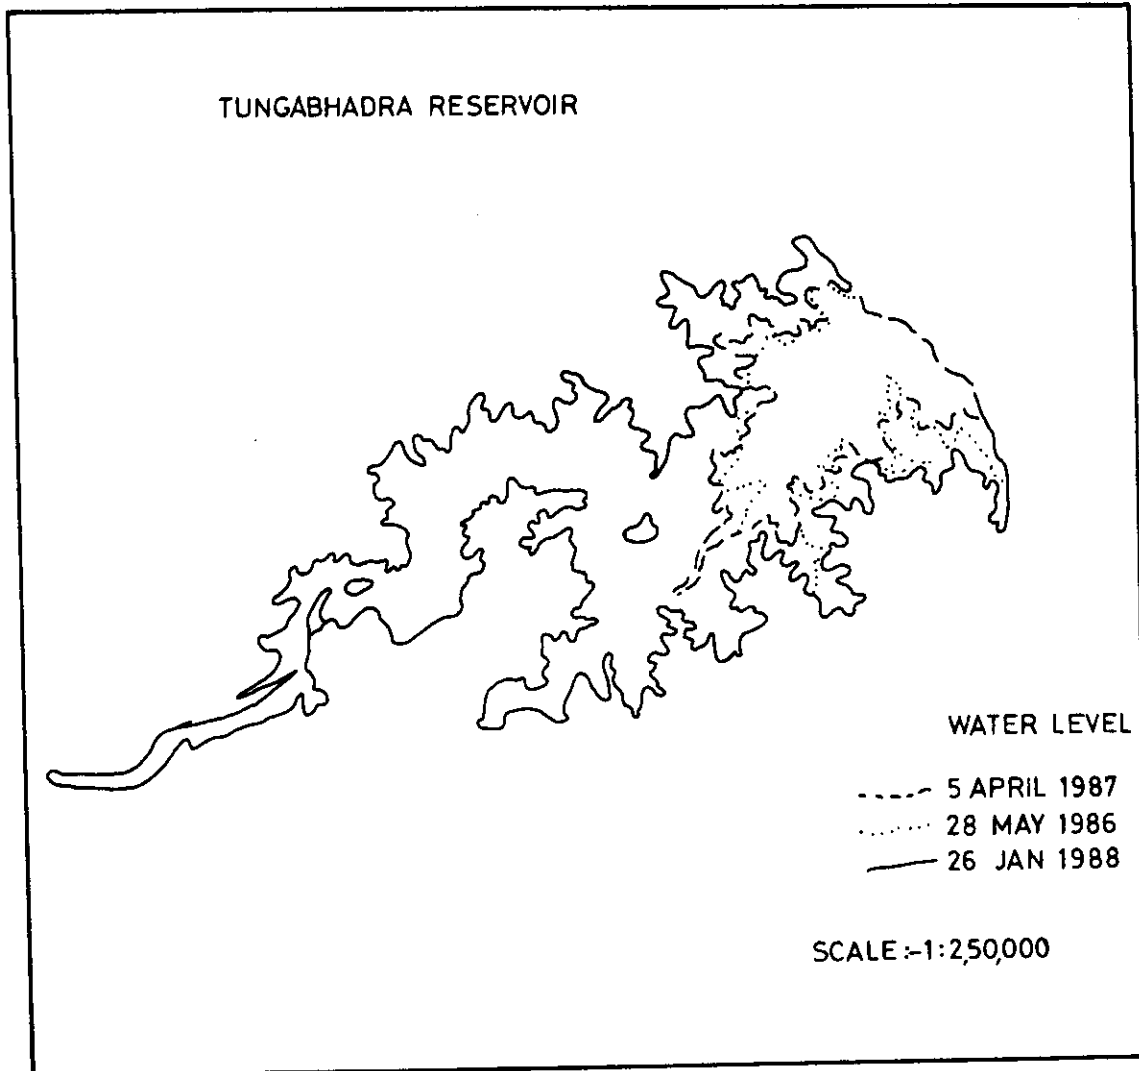 TUNGABHADRA RESERVOIR
WATER LEVEL
5 APRIL 1987
28 MAY 1986
26 JAN 1988
SCALE:-1:2,50,000